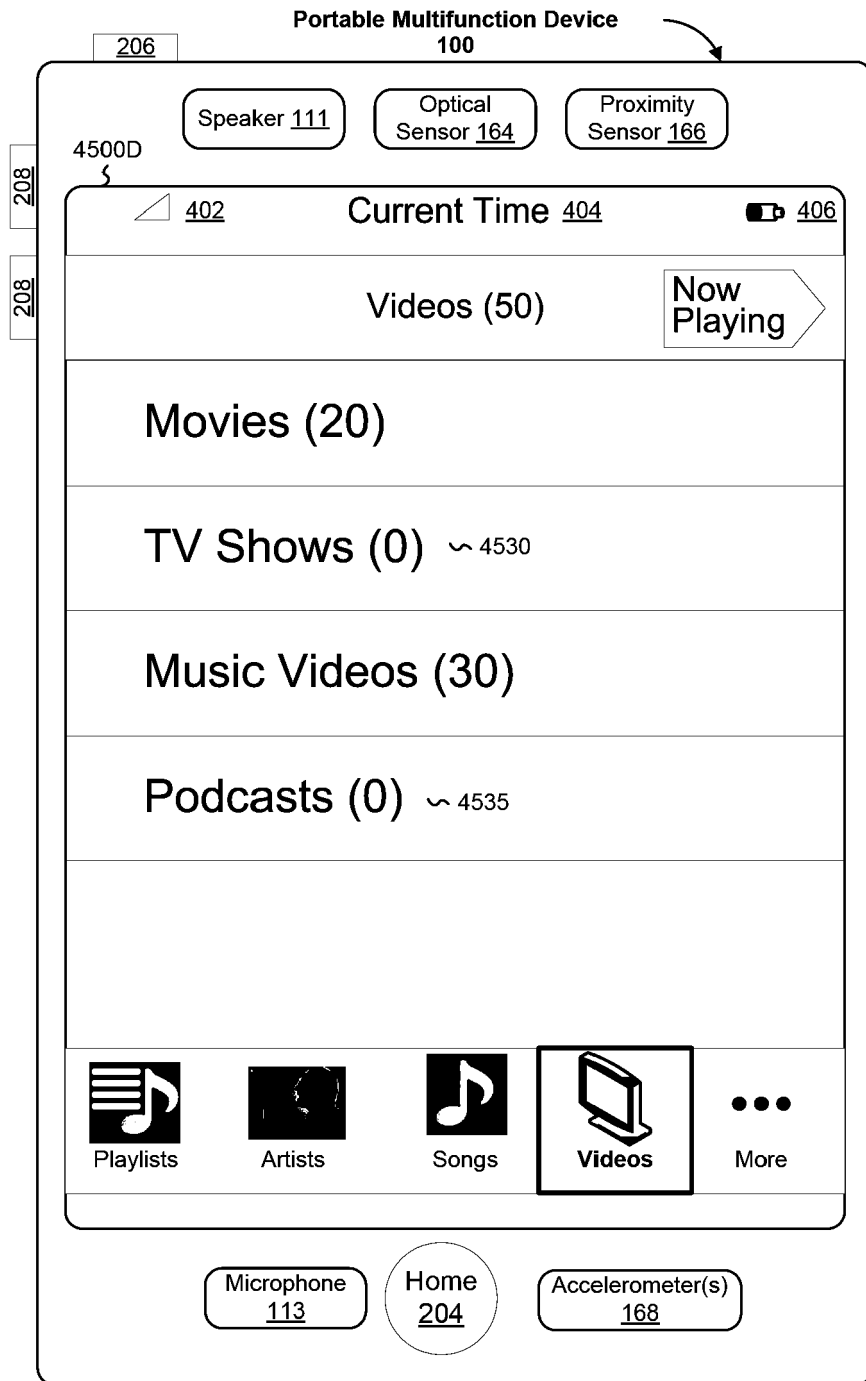 Portable Multifunction Device
100
206
Speaker 111
Optical
Sensor 164
Proximity
Sensor 166
4500D
208
208
402
Current Time 404
406
Videos (50)
Now
Playing
Movies (20)
TV Shows (0) 4530
Music Videos (30)
Podcasts (0) 4535
Playlists
Artists
Songs
Videos
More
Microphone
113
Home
204
Accelerometer(s)
168